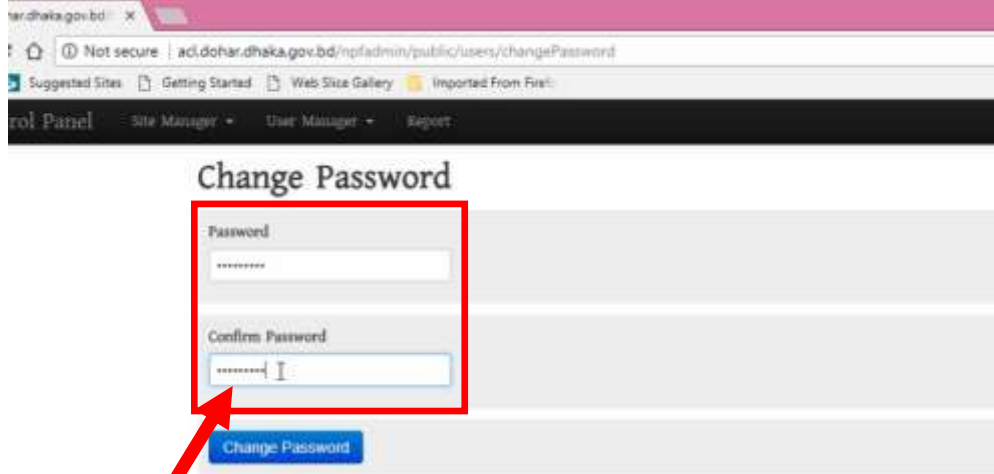 har.dhaka.gov.bd
Not secure | acl.dohar.dhaka.gov.bd/npfadmin/public/users/changePassword
Suggested Sites Getting Started Web Slice Gallery Imported From Firef
rol Panel Site Manager User Manager Report
Change Password
Password
•••••••••
Confirm Password
•••••••••
Change Password